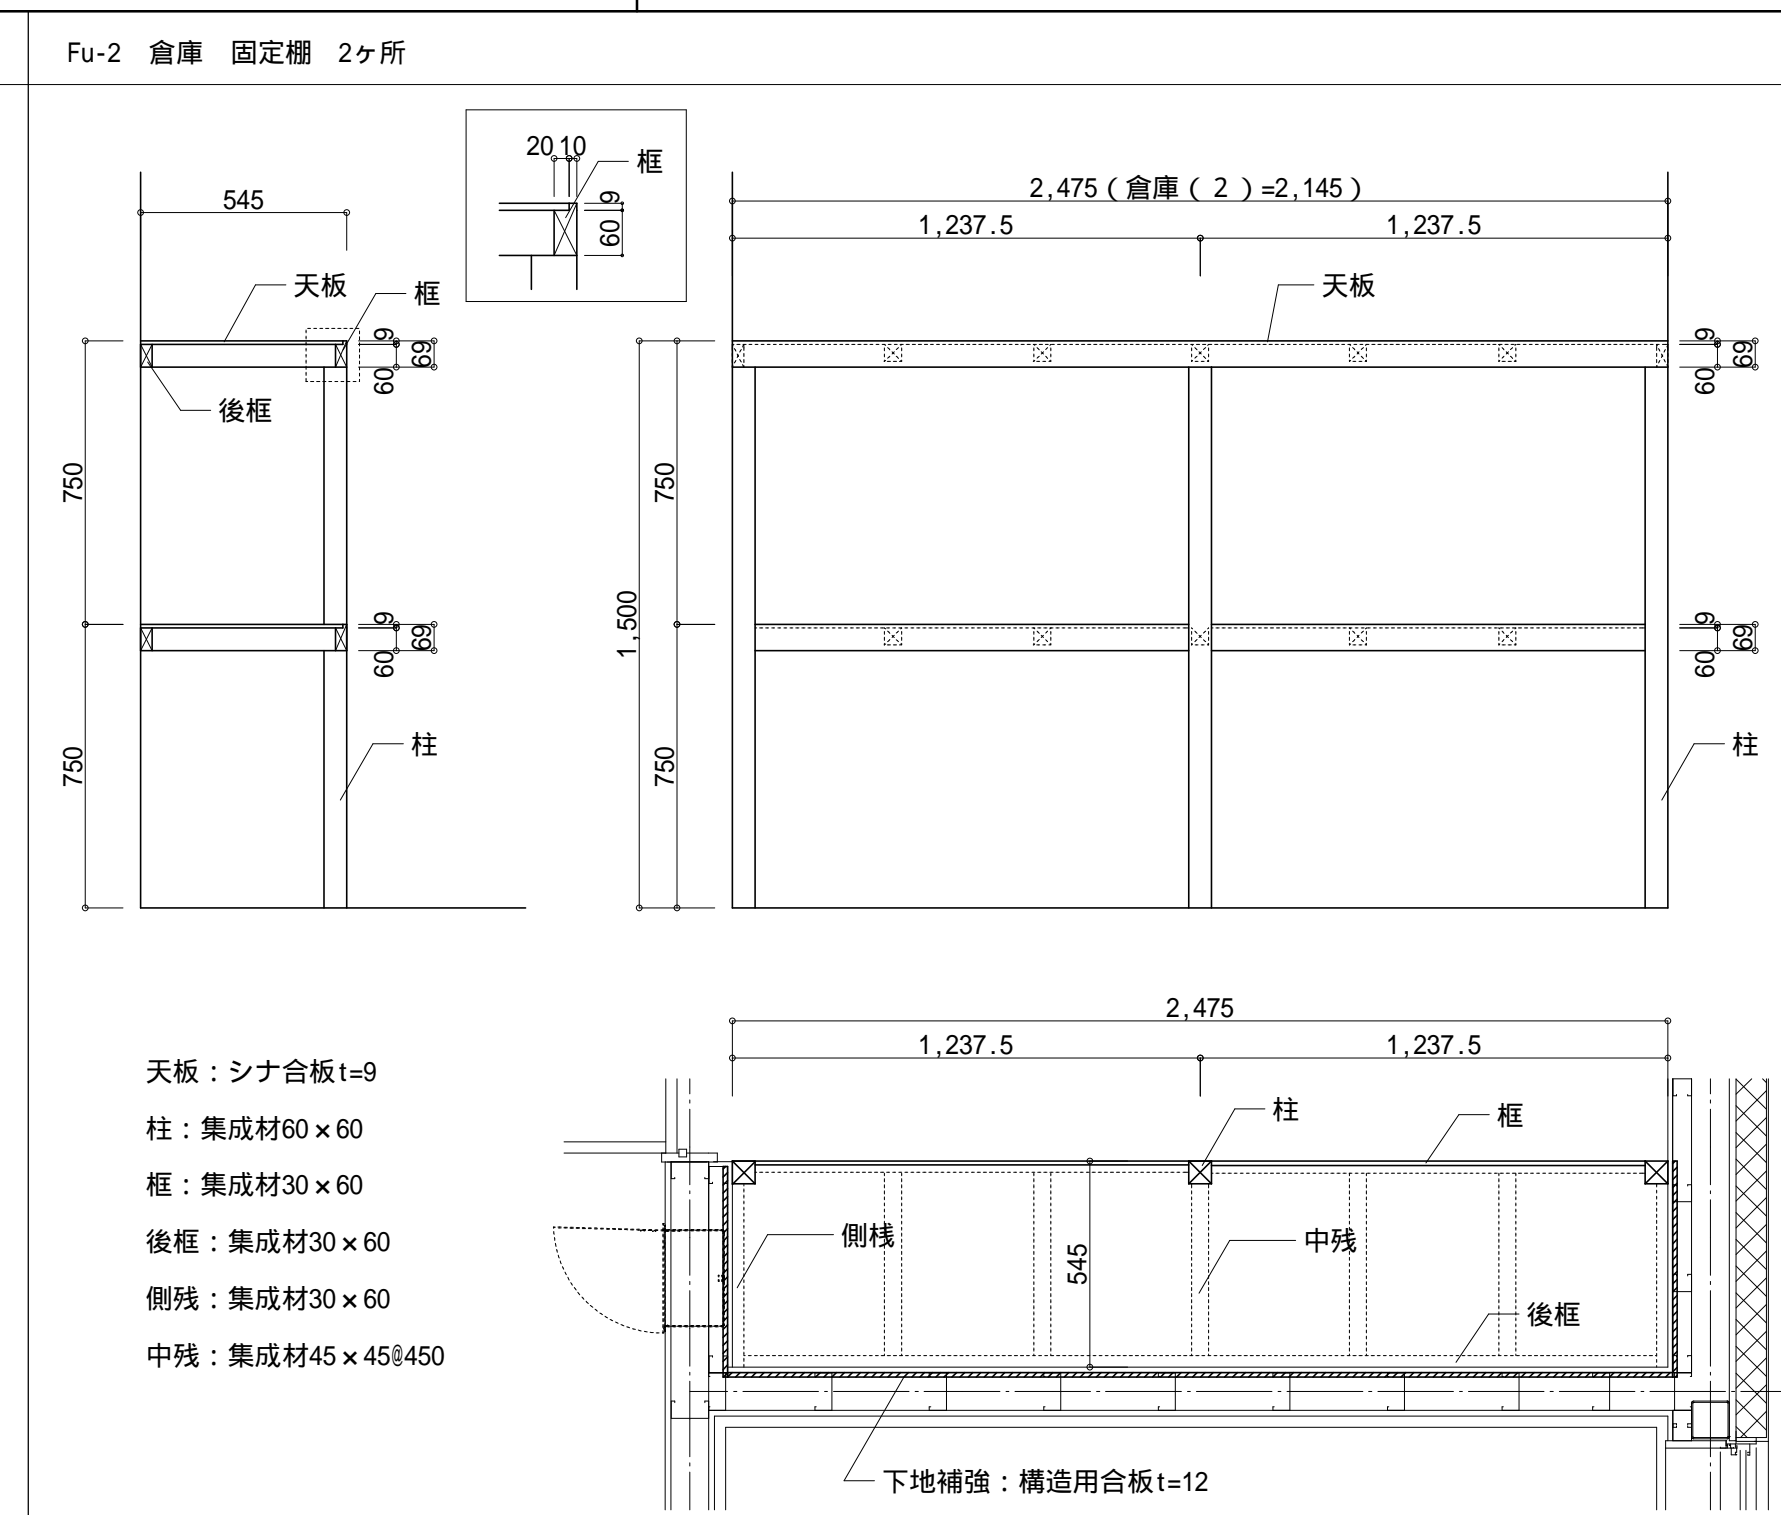 Fu-2 倉庫 固定棚 2ヶ所
20 10
框
9
60
545
天板
框
9
69
60
後框
750
9
69
60
750
柱
2,475(倉庫(2)=2,145)
1,237.5 1,237.5
天板
9
69
60
750
1,500
9
69
60
750
柱
2,475
1,237.5 1,237.5
柱
框
側桟
545
中残
後框
下地補強:構造用合板t=12
天板:シナ合板t=9
柱:集成材60×60
框:集成材30×60
後框:集成材30×60
側残:集成材30×60
中残:集成材45×45@450